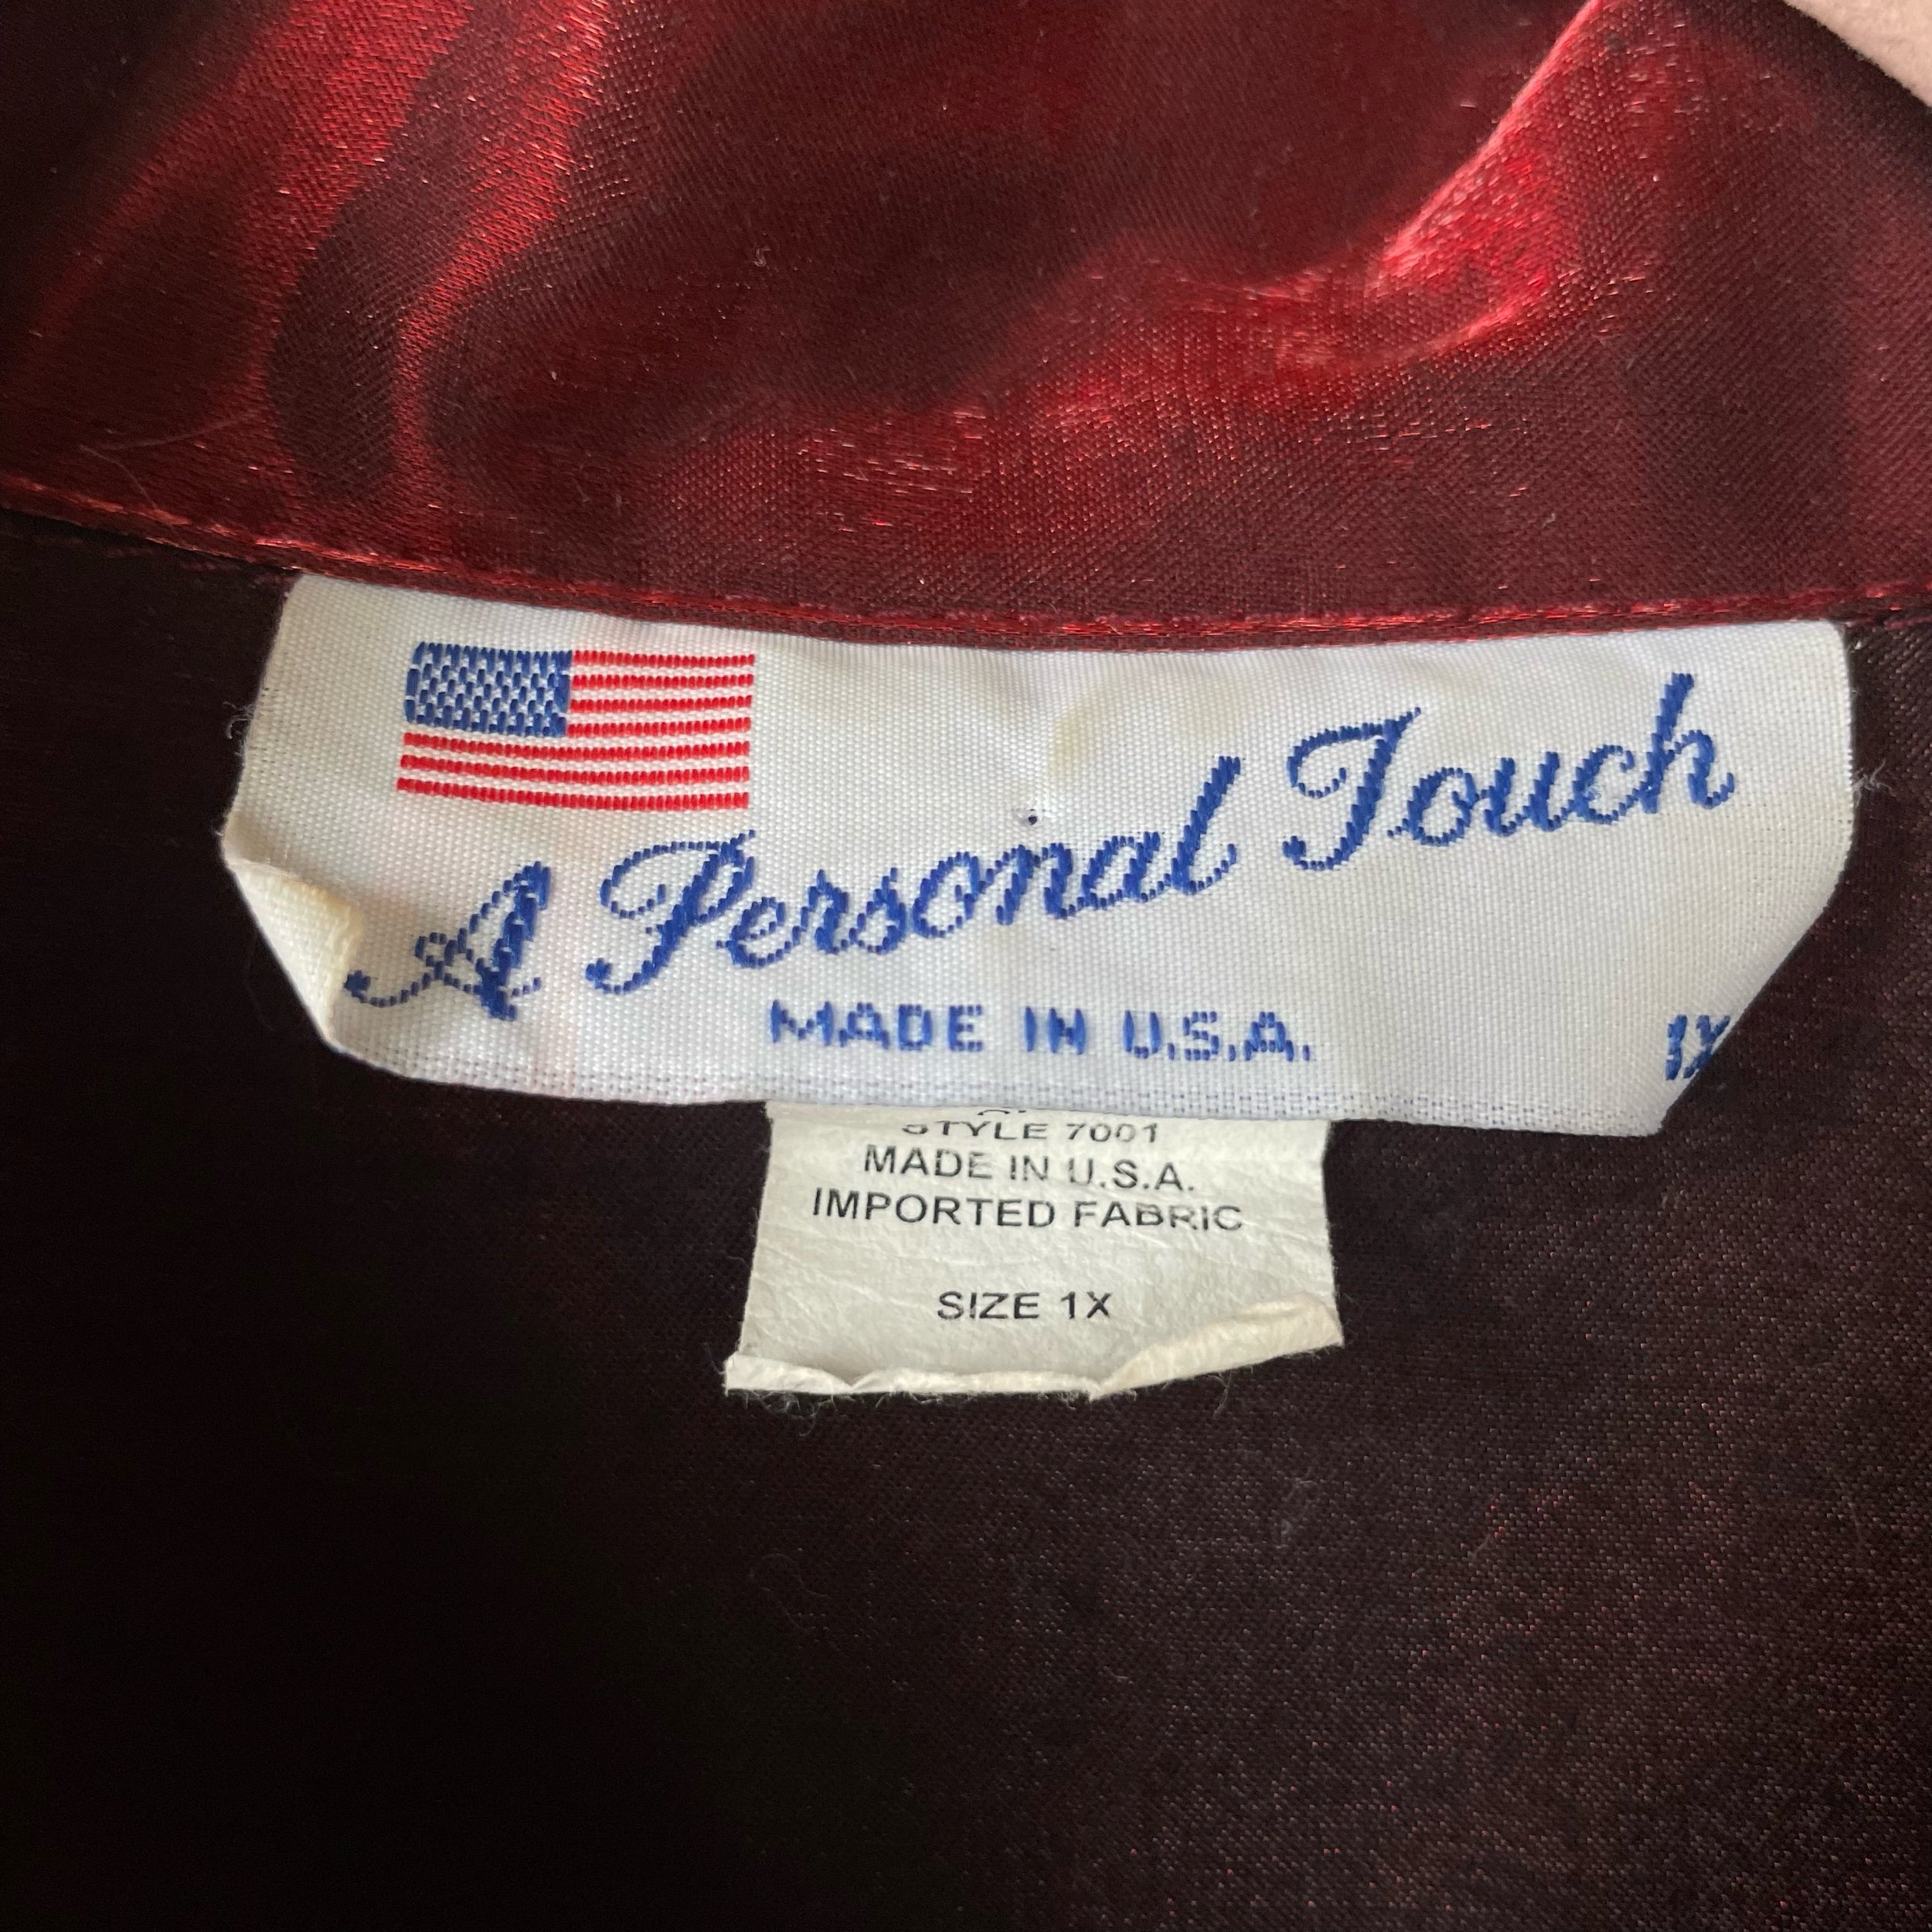 A Personal Touch
MADE IN U.S.A.
1X
STYLE 7001
MADE IN U.S.A.
IMPORTED FABRIC
SIZE 1X